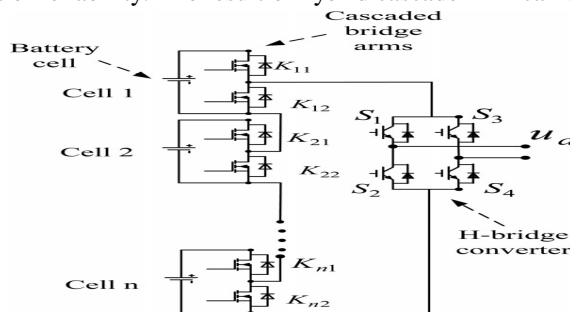 Cascaded
bridge
arms
Battery
cell
K11
Cell 1
K12
S1
S3
K21
Cell 2
K22
S2
S4
H-bridge
converter
Kn1
Cell n
Kn2